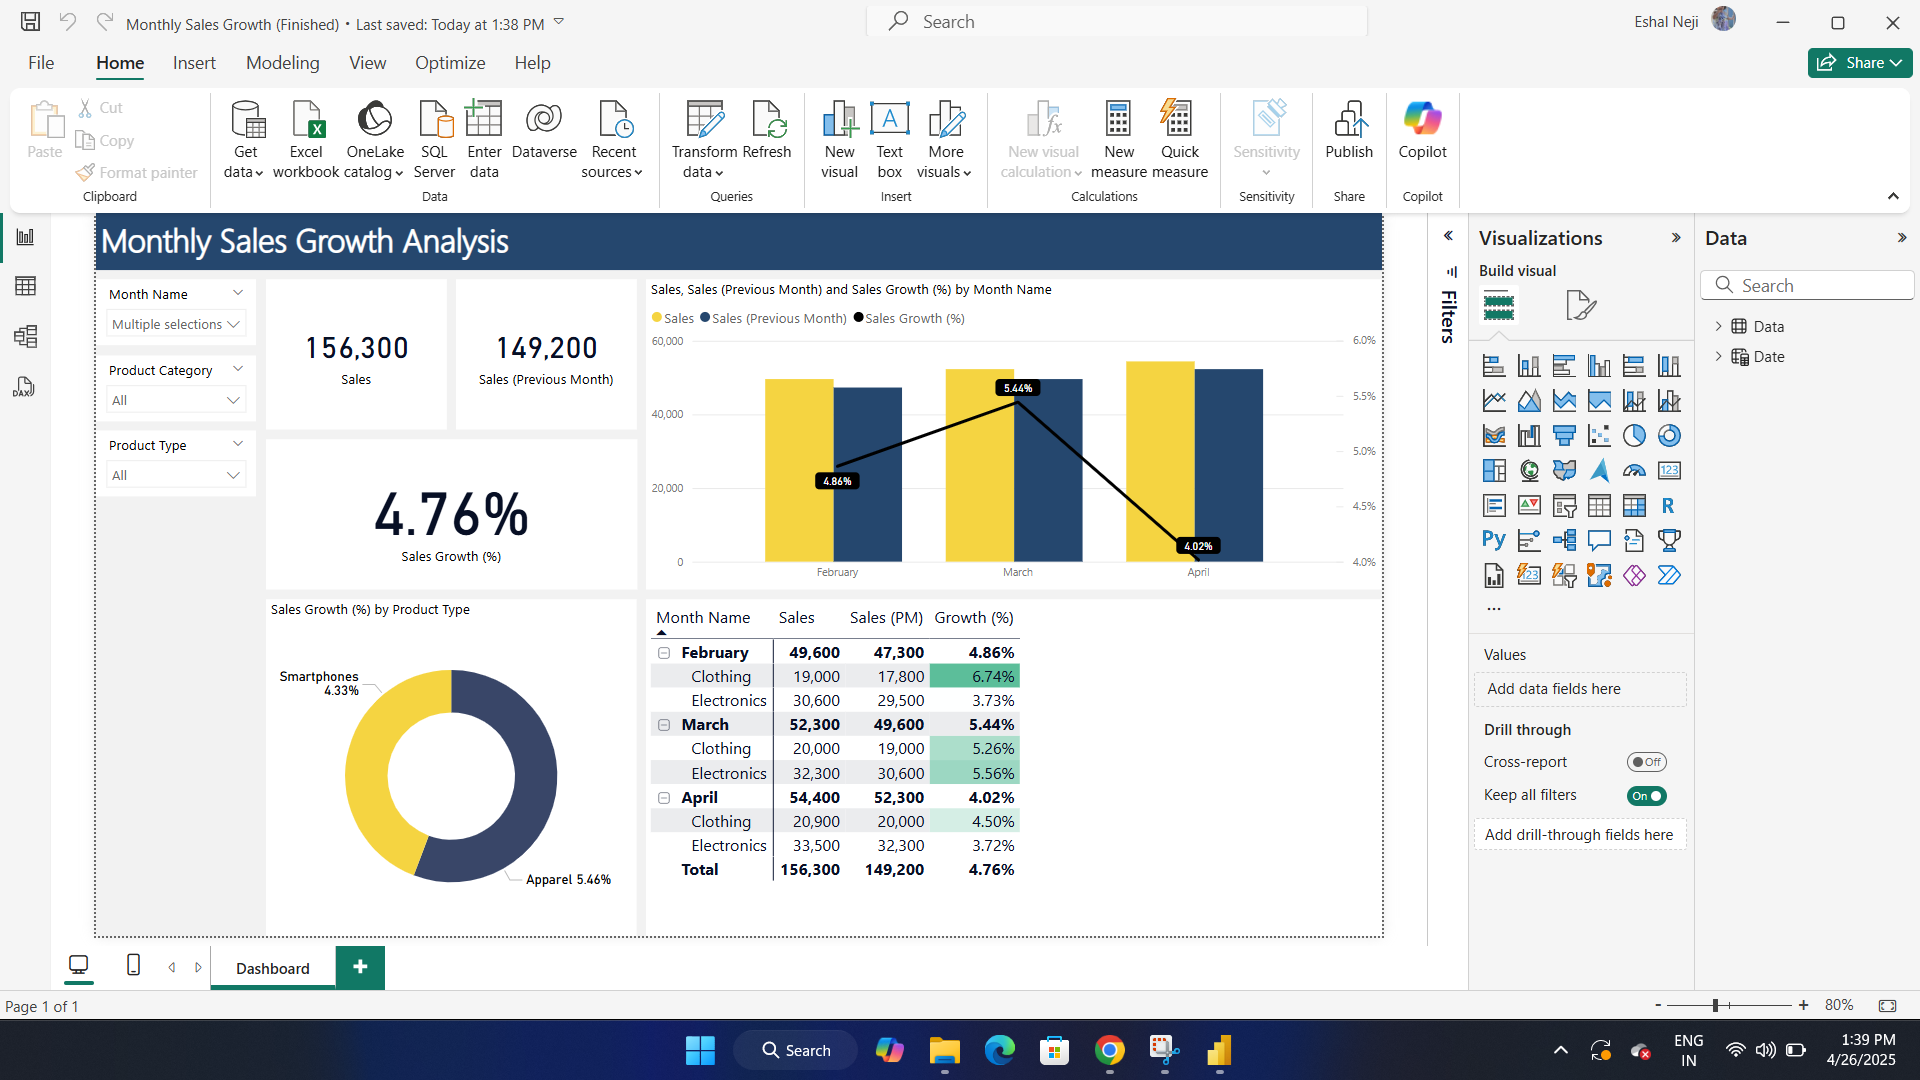 Monthly Sales Growth (Finished) • Last saved: Today at 1:38 PM
Search
Eshal Neji
File
Home
Insert
Modeling
View
Optimize
Help
Share
Paste
Cut
Copy
Format painter
Clipboard
Get data
Excel workbook
OneLake catalog
SQL Server
Enter data
Dataverse
Recent sources
Data
Transform data
Refresh
Queries
New visual
Text box
More visuals
Insert
New visual calculation
New measure
Quick measure
Calculations
Sensitivity
Sensitivity
Publish
Share
Copilot
Copilot
Monthly Sales Growth Analysis
Month Name
Multiple selections
Product Category
All
Product Type
All
156,300
Sales
149,200
Sales (Previous Month)
4.76%
Sales Growth (%)
Sales, Sales (Previous Month) and Sales Growth (%) by Month Name
Sales Sales (Previous Month) Sales Growth (%)
60,000
40,000
20,000
0
6.0%
5.5%
5.0%
4.5%
4.0%
4.86%
5.44%
4.02%
February
March
April
Sales Growth (%) by Product Type
Smartphones
4.33%
Apparel 5.46%
Month Name Sales Sales (PM) Growth (%)
February 49,600 47,300 4.86%
Clothing 19,000 17,800 6.74%
Electronics 30,600 29,500 3.73%
March 52,300 49,600 5.44%
Clothing 20,000 19,000 5.26%
Electronics 32,300 30,600 5.56%
April 54,400 52,300 4.02%
Clothing 20,900 20,000 4.50%
Electronics 33,500 32,300 3.72%
Total 156,300 149,200 4.76%
Filters
Visualizations
Build visual
123
R
Py
123
...
Values
Add data fields here
Drill through
Cross-report
Off
Keep all filters
On
Add drill-through fields here
Data
Search
Data
Date
DAX
Dashboard
Page 1 of 1
- + 80%
Search
ENG
IN
1:39 PM
4/26/2025